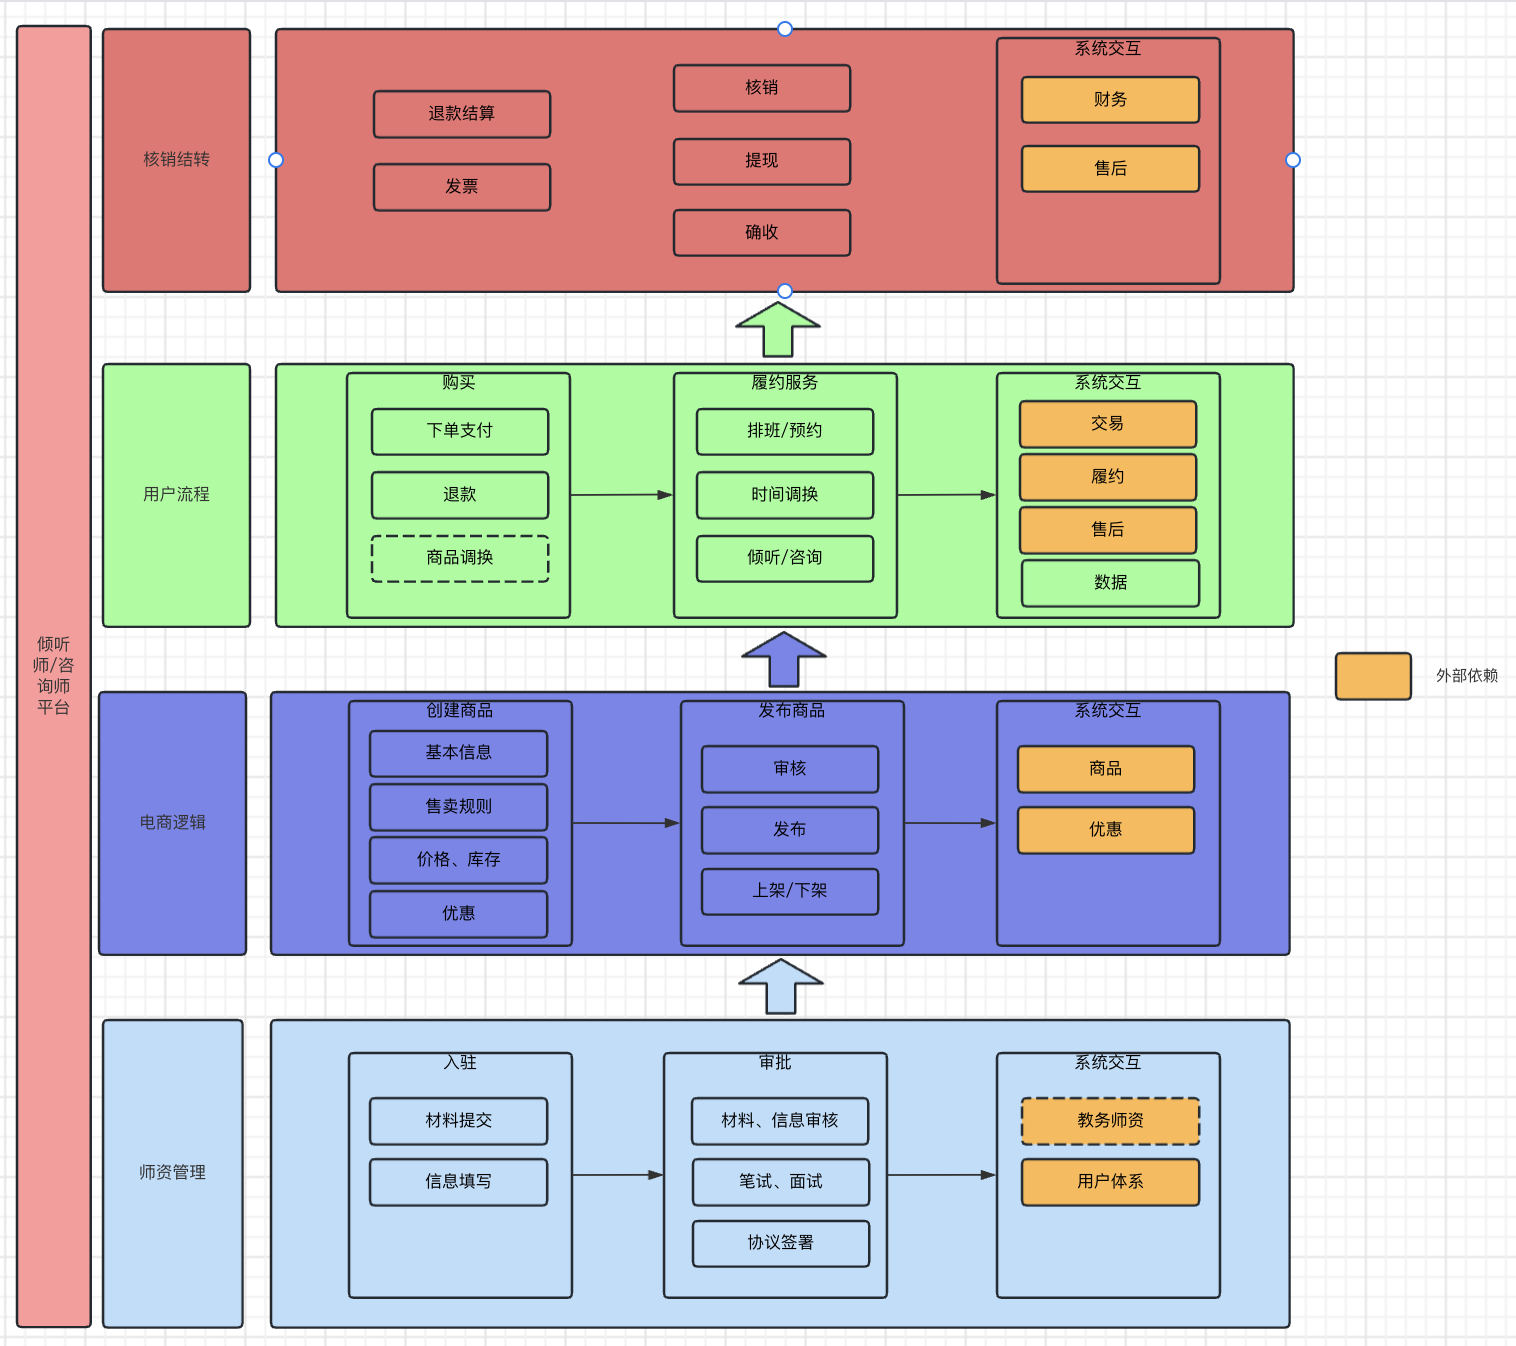 倾听
师/咨
询师
平台
核销结转
退款结算
发票
核销
提现
确收
系统交互
财务
售后
用户流程
购买
下单支付
退款
商品调换
履约服务
排班/预约
时间调换
倾听/咨询
系统交互
交易
履约
售后
数据
外部依赖
电商逻辑
创建商品
基本信息
售卖规则
价格、库存
优惠
发布商品
审核
发布
上架/下架
系统交互
商品
优惠
师资管理
入驻
材料提交
信息填写
审批
材料、信息审核
笔试、面试
协议签署
系统交互
教务师资
用户体系